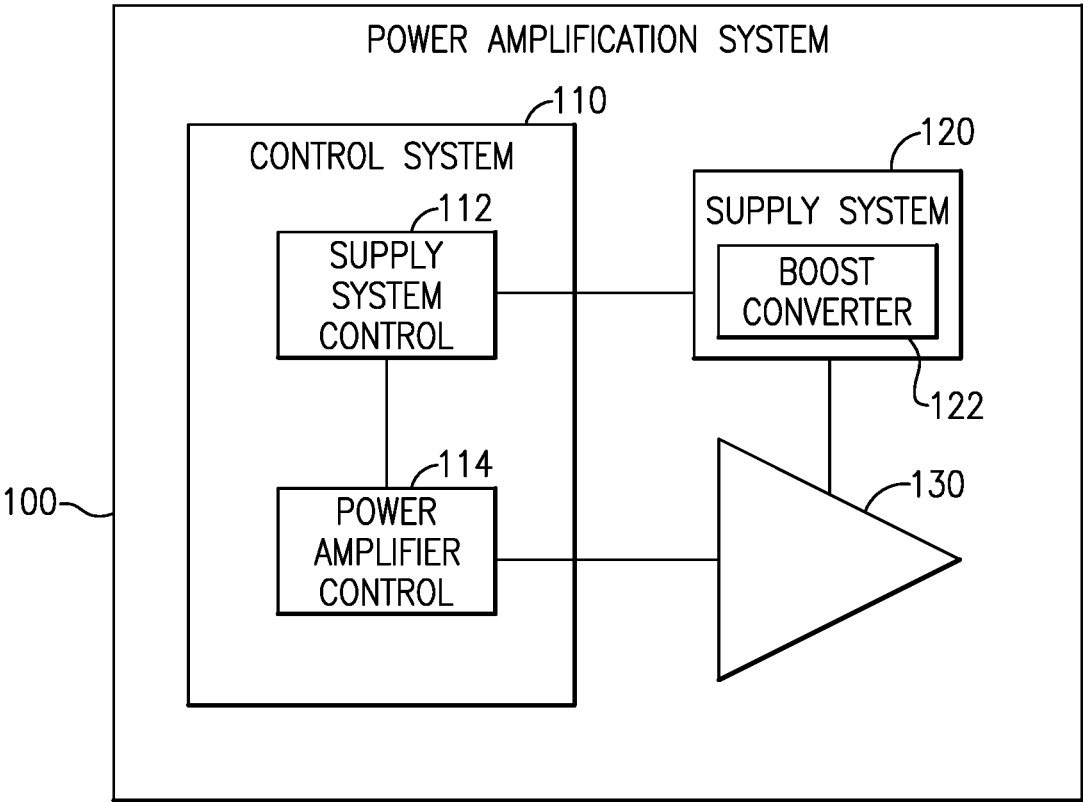 POWER AMPLIFICATION SYSTEM
110
CONTROL SYSTEM
120
112
SUPPLY SYSTEM
SUPPLY
SYSTEM
CONTROL
BOOST
CONVERTER
122
114
130
100
POWER
AMPLIFIER
CONTROL